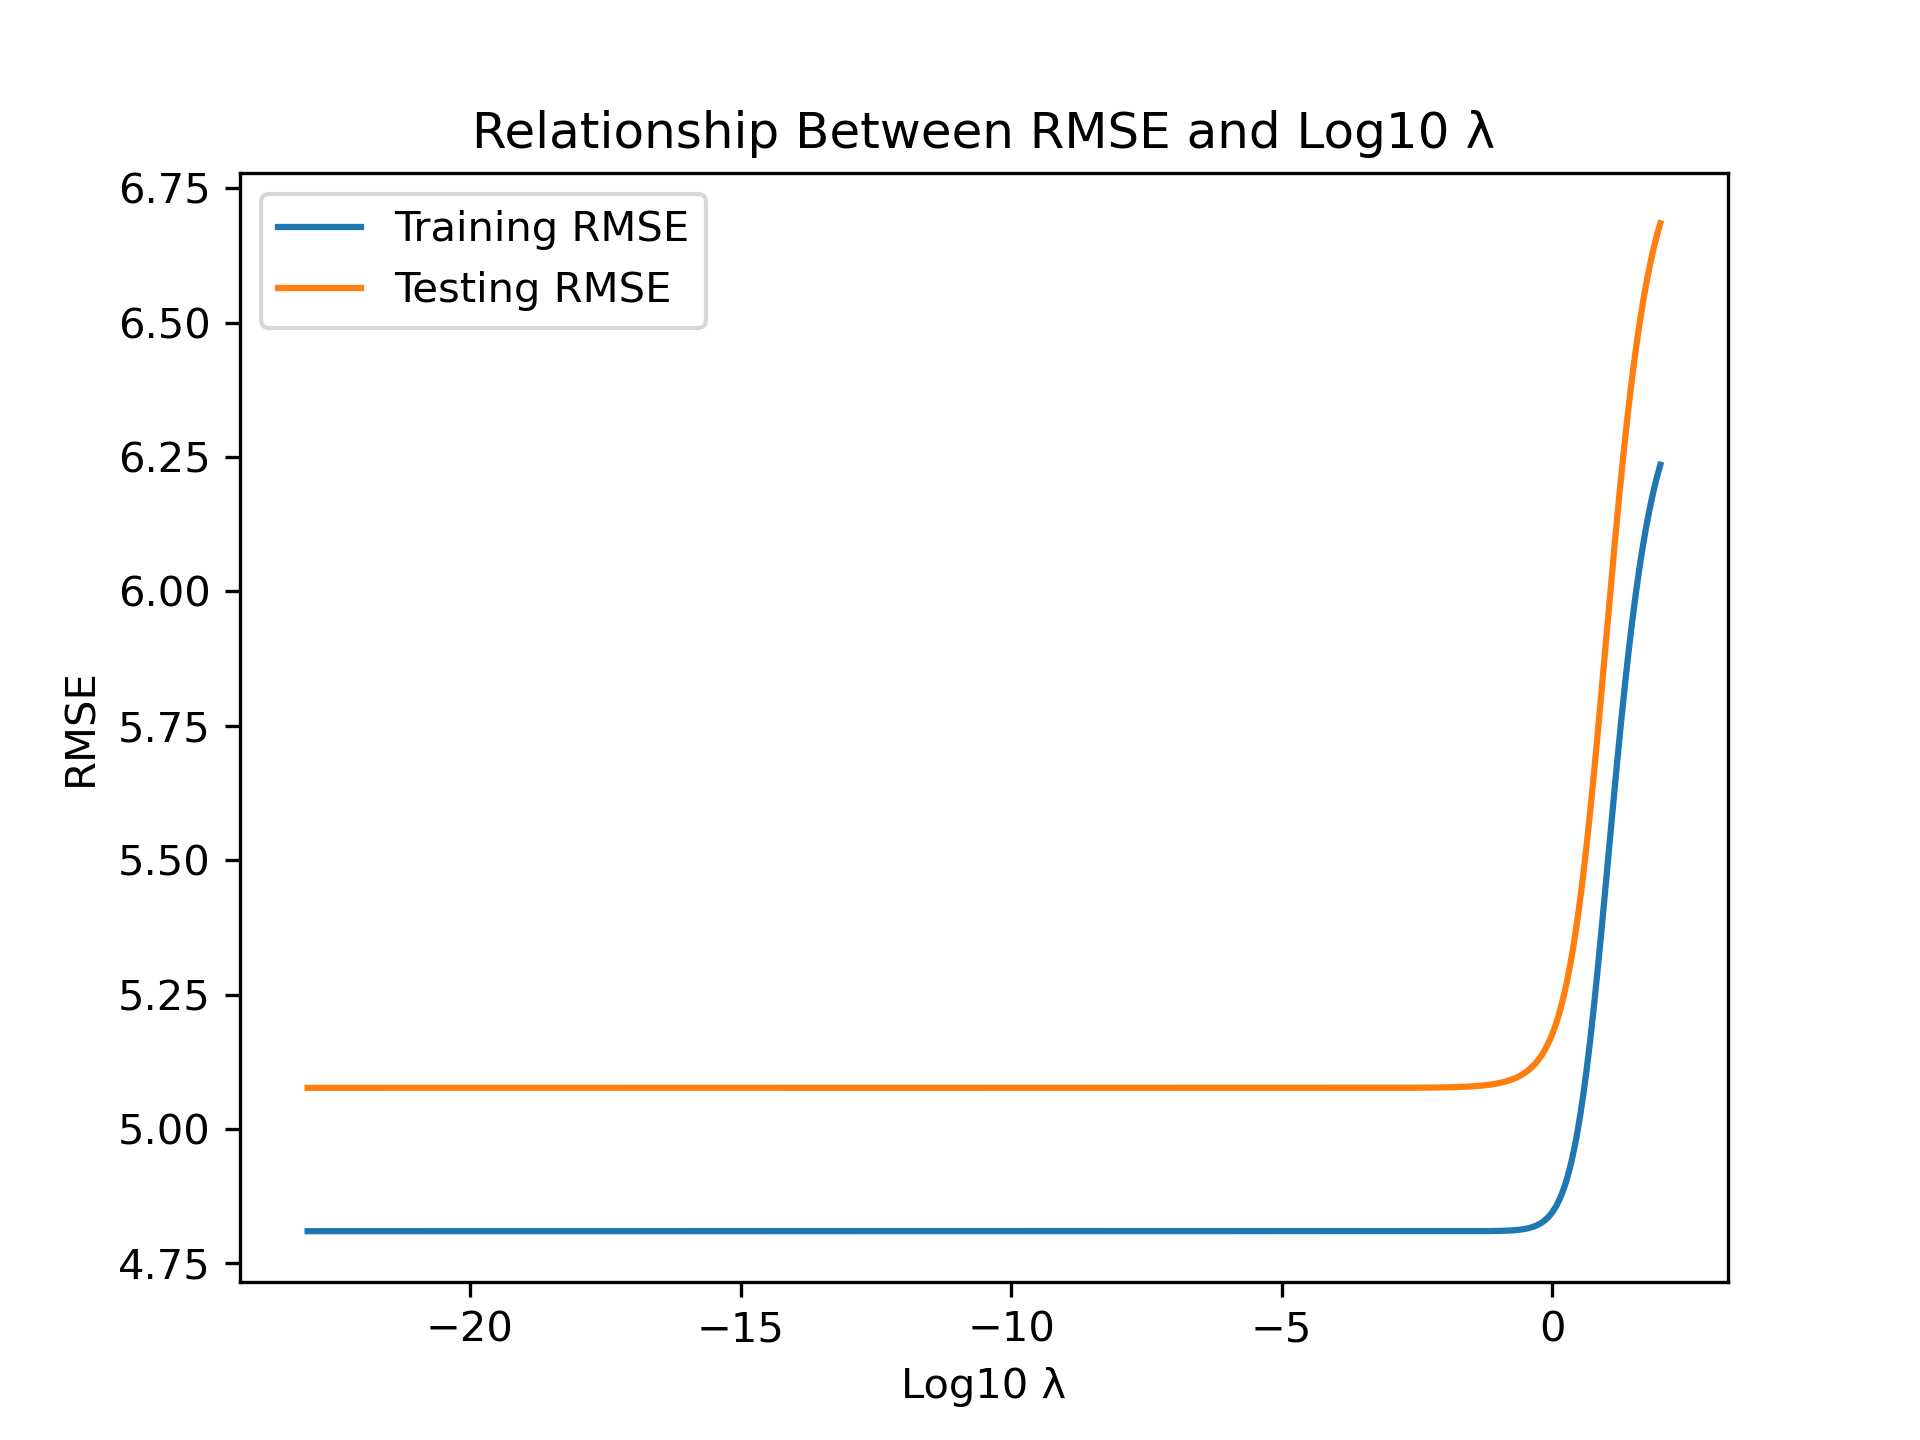 Relationship Between RMSE and Log10 λ
Training RMSE
Testing RMSE
6.75
6.50
6.25
6.00
5.75
5.50
5.25
5.00
4.75
RMSE
−20
−15
−10
−5
0
Log10 λ